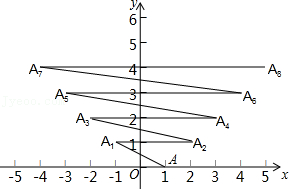 y
6
5
A₇ 4 A₈
A₅ 3 A₆
A₃ 2 A₄
A₁ 1 A₂
A
-5 -4 -3 -2 -1 O 1 2 3 4 5 x